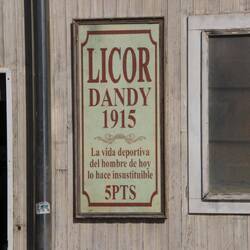 LICOR
DANDY
1915
La vida deportiva
del hombre de hoy
lo hace insustituible
5PTS